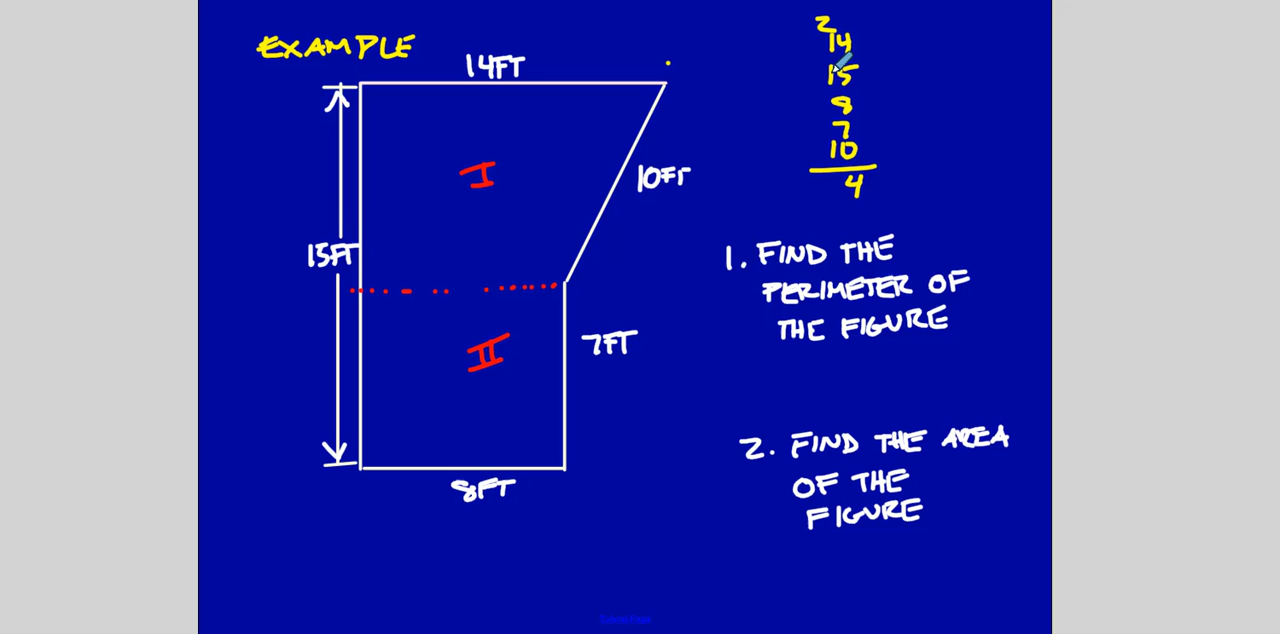 EXAMPLE
14FT
I
10FT
15FT
II
7FT
8FT
2
14
15
8
7
10
4
1. FIND THE
PERIMETER OF
THE FIGURE
2. FIND THE AREA
OF THE
FIGURE